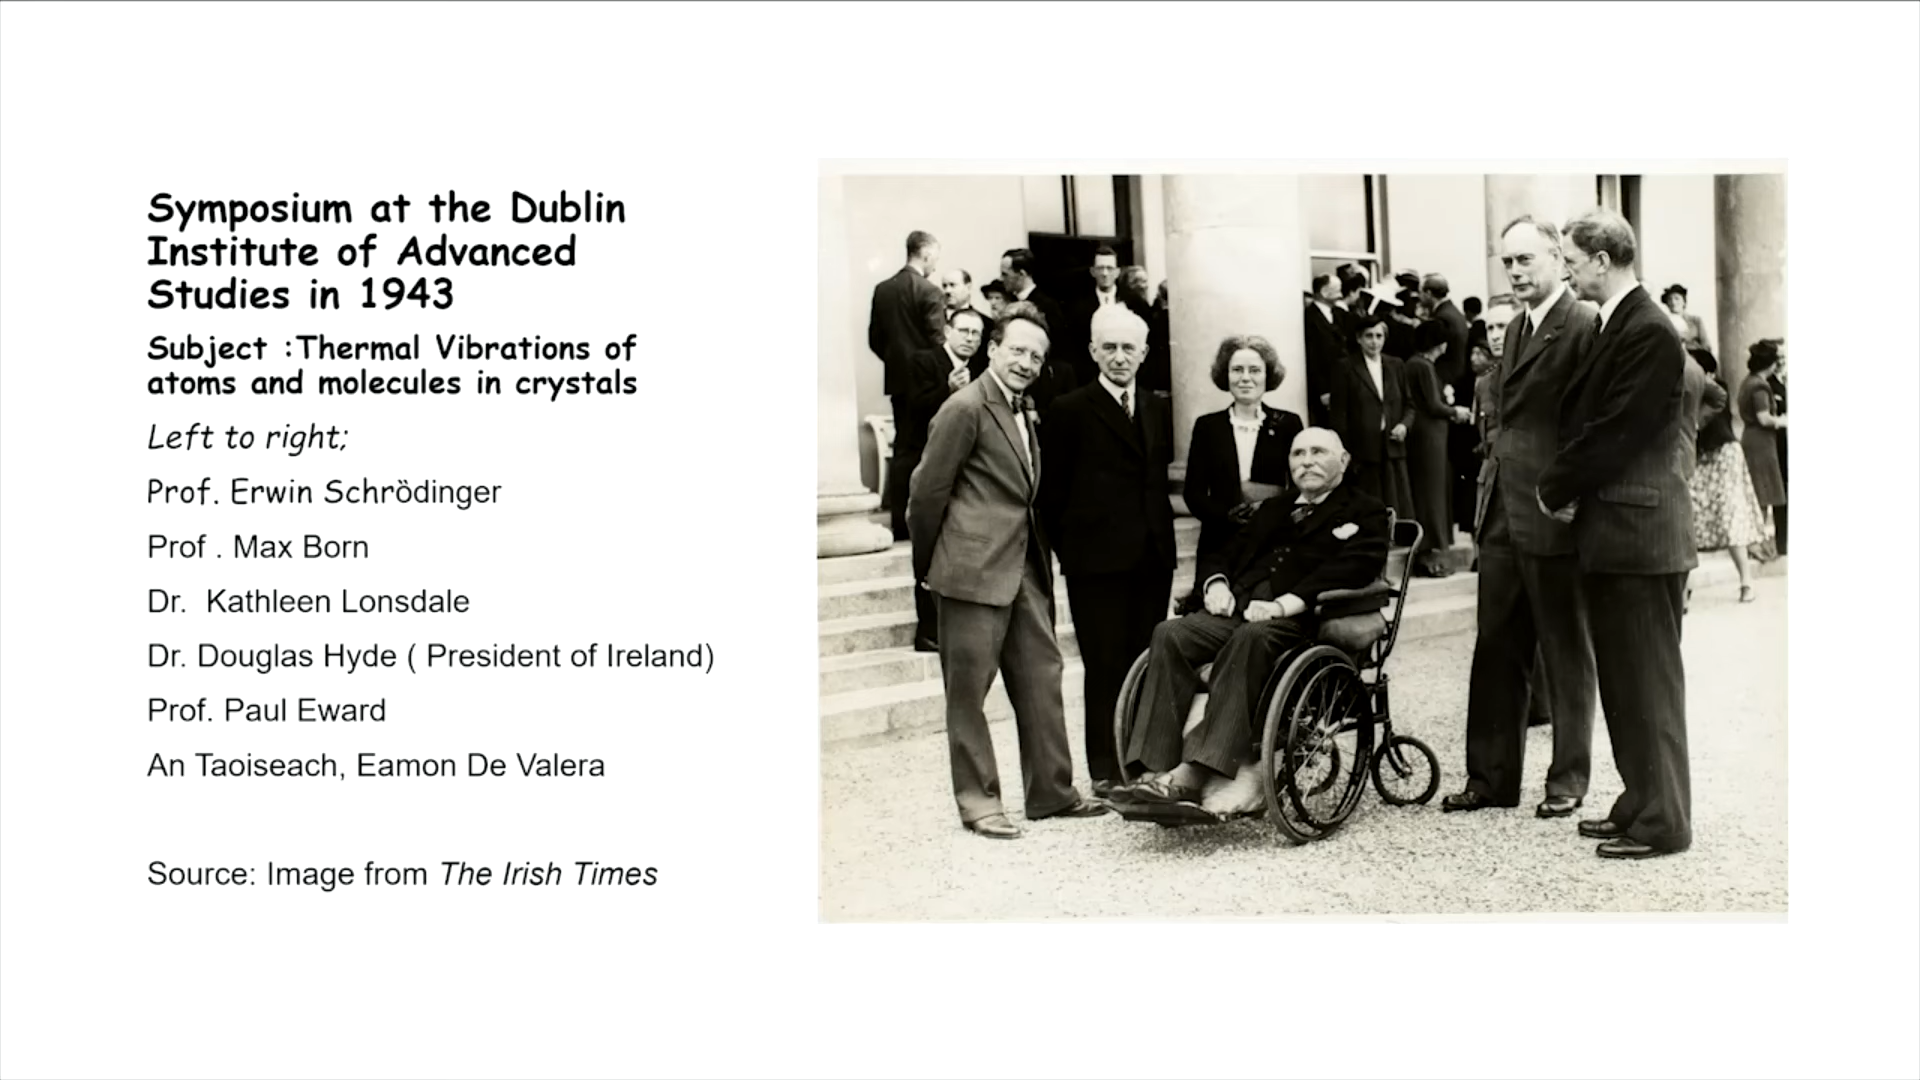 Symposium at the Dublin
Institute of Advanced
Studies in 1943
Subject :Thermal Vibrations of
atoms and molecules in crystals
Left to right;
Prof. Erwin Schrödinger
Prof . Max Born
Dr.  Kathleen Lonsdale
Dr. Douglas Hyde ( President of Ireland)
Prof. Paul Eward
An Taoiseach, Eamon De Valera
Source: Image from The Irish Times